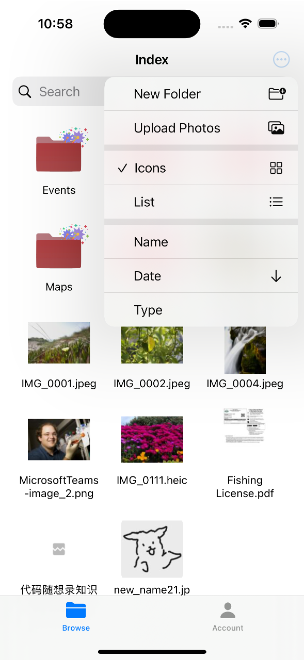 10:58
Index
Search
New Folder
Upload Photos
Icons
List
Name
Date
Type
Events
Maps
IMG_0001.jpeg
IMG_0002.jpeg
IMG_0004.jpeg
MicrosoftTeams
-image_2.png
IMG_0111.heic
Fishing
License.pdf
代码随想录知识
new_name21.jp
Browse
Account